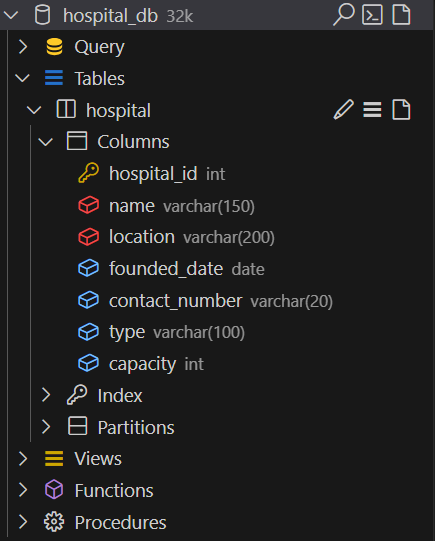 hospital_db 32k
Query
Tables
hospital
Columns
hospital_id int
name varchar(150)
location varchar(200)
founded_date date
contact_number varchar(20)
type varchar(100)
capacity int
Index
Partitions
Views
Functions
Procedures